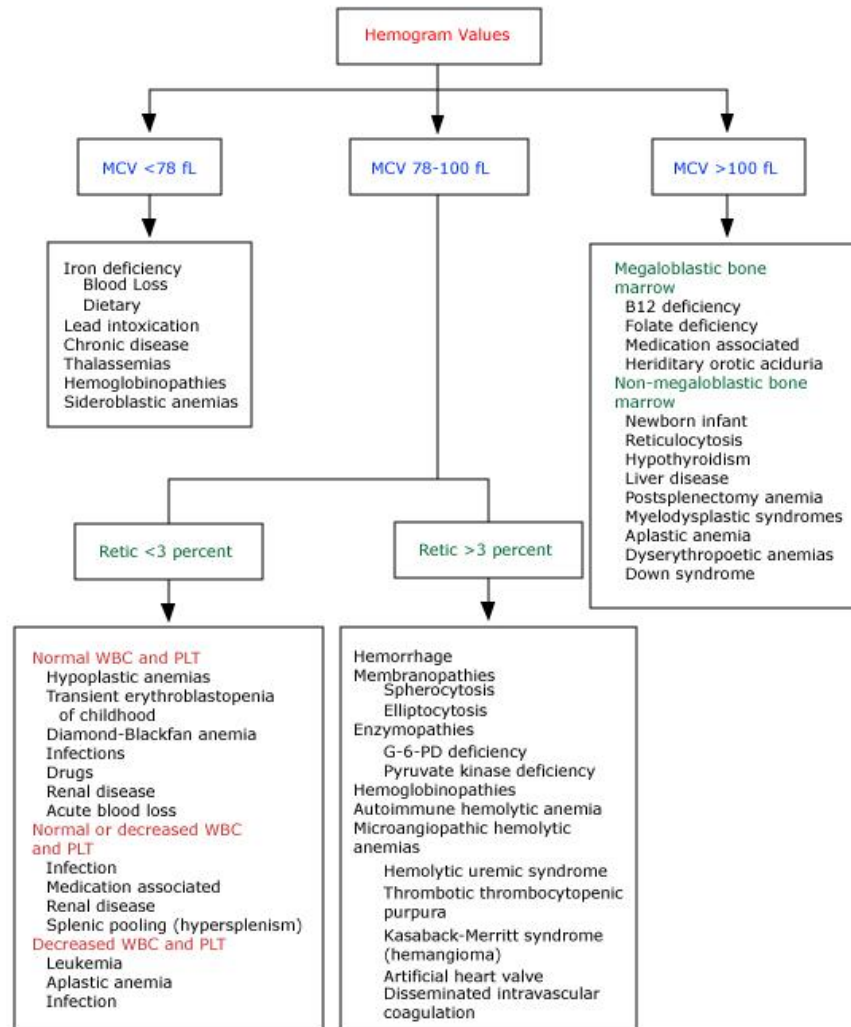 Hemogram Values
MCV <78 fL
MCV 78-100 fL
MCV >100 fL
Iron deficiency
Blood Loss
Dietary
Lead intoxication
Chronic disease
Thalassemias
Hemoglobinopathies
Sideroblastic anemias
Megaloblastic bone
marrow
B12 deficiency
Folate deficiency
Medication associated
Heriditary orotic aciduria
Non-megaloblastic bone
marrow
Newborn infant
Reticulocytosis
Hypothyroidism
Liver disease
Postsplenectomy anemia
Myelodysplastic syndromes
Aplastic anemia
Dyserythropoetic anemias
Down syndrome
Retic <3 percent
Retic >3 percent
Normal WBC and PLT
Hypoplastic anemias
Transient erythroblastopenia
of childhood
Diamond-Blackfan anemia
Infections
Drugs
Renal disease
Acute blood loss
Normal or decreased WBC
and PLT
Infection
Medication associated
Renal disease
Splenic pooling (hypersplenism)
Decreased WBC and PLT
Leukemia
Aplastic anemia
Infection
Hemorrhage
Membranopathies
Spherocytosis
Elliptocytosis
Enzymopathies
G-6-PD deficiency
Pyruvate kinase deficiency
Hemoglobinopathies
Autoimmune hemolytic anemia
Microangiopathic hemolytic
anemias
Hemolytic uremic syndrome
Thrombotic thrombocytopenic
purpura
Kasaback-Merritt syndrome
(hemangioma)
Artificial heart valve
Disseminated intravascular
coagulation